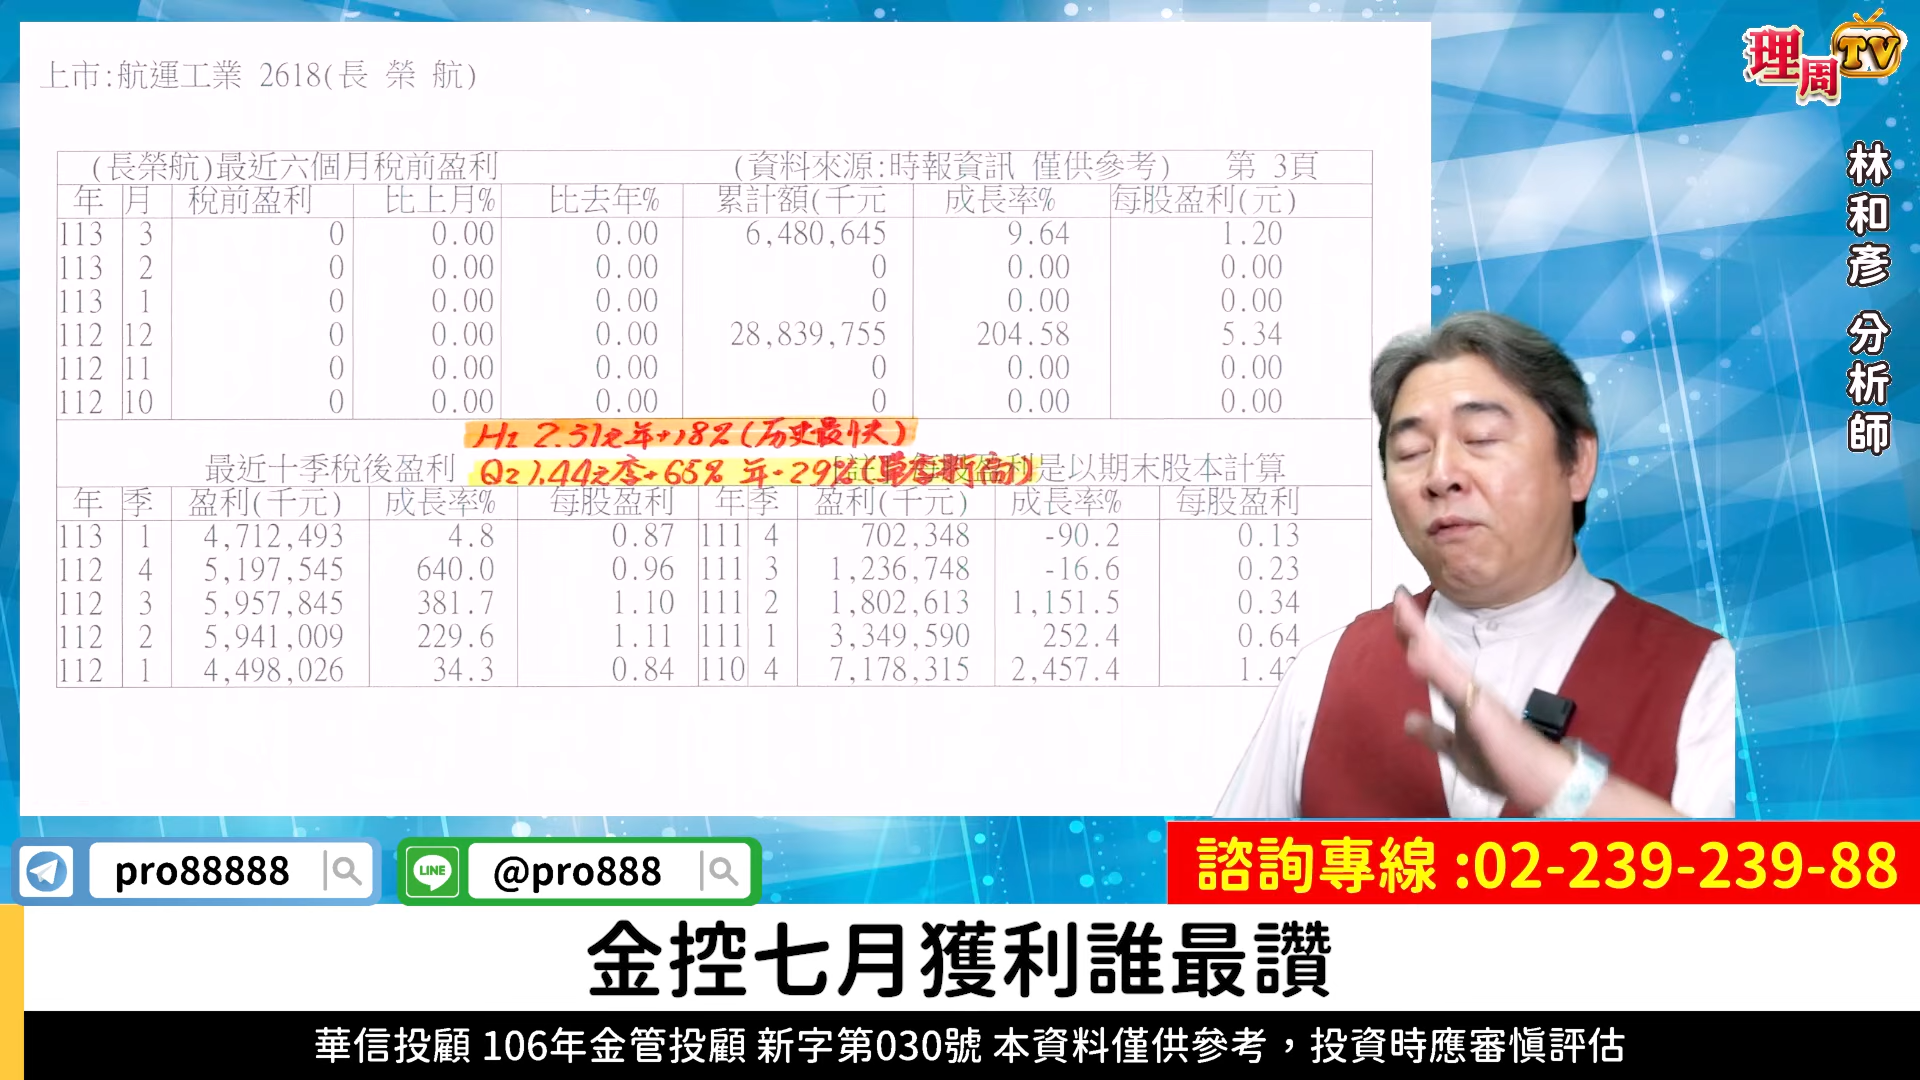 上市:航運工業 2618(長 榮 航)
(長榮航)最近六個月稅前盈利 (資料來源:時報資訊 僅供參考) 第 3頁
年 月 稅前盈利 比上月% 比去年% 累計額(千元 成長率% 每股盈利(元)
113 3 0 0.00 0.00 6,480,645 9.64 1.20
113 2 0 0.00 0.00 0 0.00 0.00
113 1 0 0.00 0.00 0 0.00 0.00
112 12 0 0.00 0.00 28,839,755 204.58 5.34
112 11 0 0.00 0.00 0 0.00 0.00
112 10 0 0.00 0.00 0 0.00 0.00
H1 2.31元 年+18% (历史最大)
最近十季稅後盈利 Q2 1.44元 季+65% 年+29% 每股盈利是以期末股本計算
年 季 盈利(千元) 成長率% 每股盈利 年 季 盈利(千元) 成長率% 每股盈利
113 1 4,712,493 4.8 0.87 111 4 702,348 -90.2 0.13
112 4 5,197,545 640.0 0.96 111 3 1,236,748 -16.6 0.23
112 3 5,957,845 381.7 1.10 111 2 1,802,613 1,151.5 0.34
112 2 5,941,009 229.6 1.11 111 1 3,349,590 252.4 0.64
112 1 4,498,026 34.3 0.84 110 4 7,178,315 2,457.4
理周TV
林和彥 分析師
pro88888
LINE
@pro888
諮詢專線 :02-239-239-88
金控七月獲利誰最讚
華信投顧 106年金管投顧 新字第030號 本資料僅供參考，投資時應審慎評估